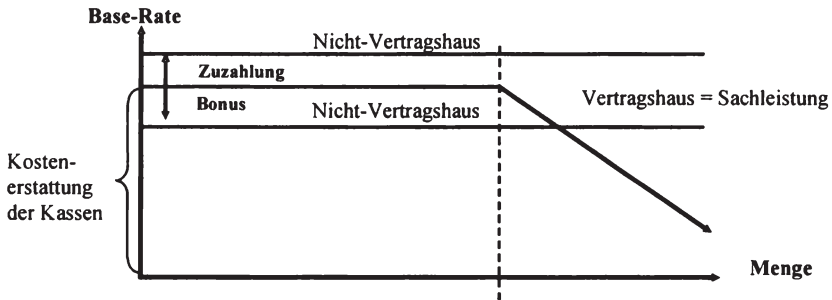 Base-Rate
Nicht-Vertragshaus
Zuzahlung
Bonus
Nicht-Vertragshaus
Vertragshaus = Sachleistung
Kosten-
erstattung
der Kassen
Menge